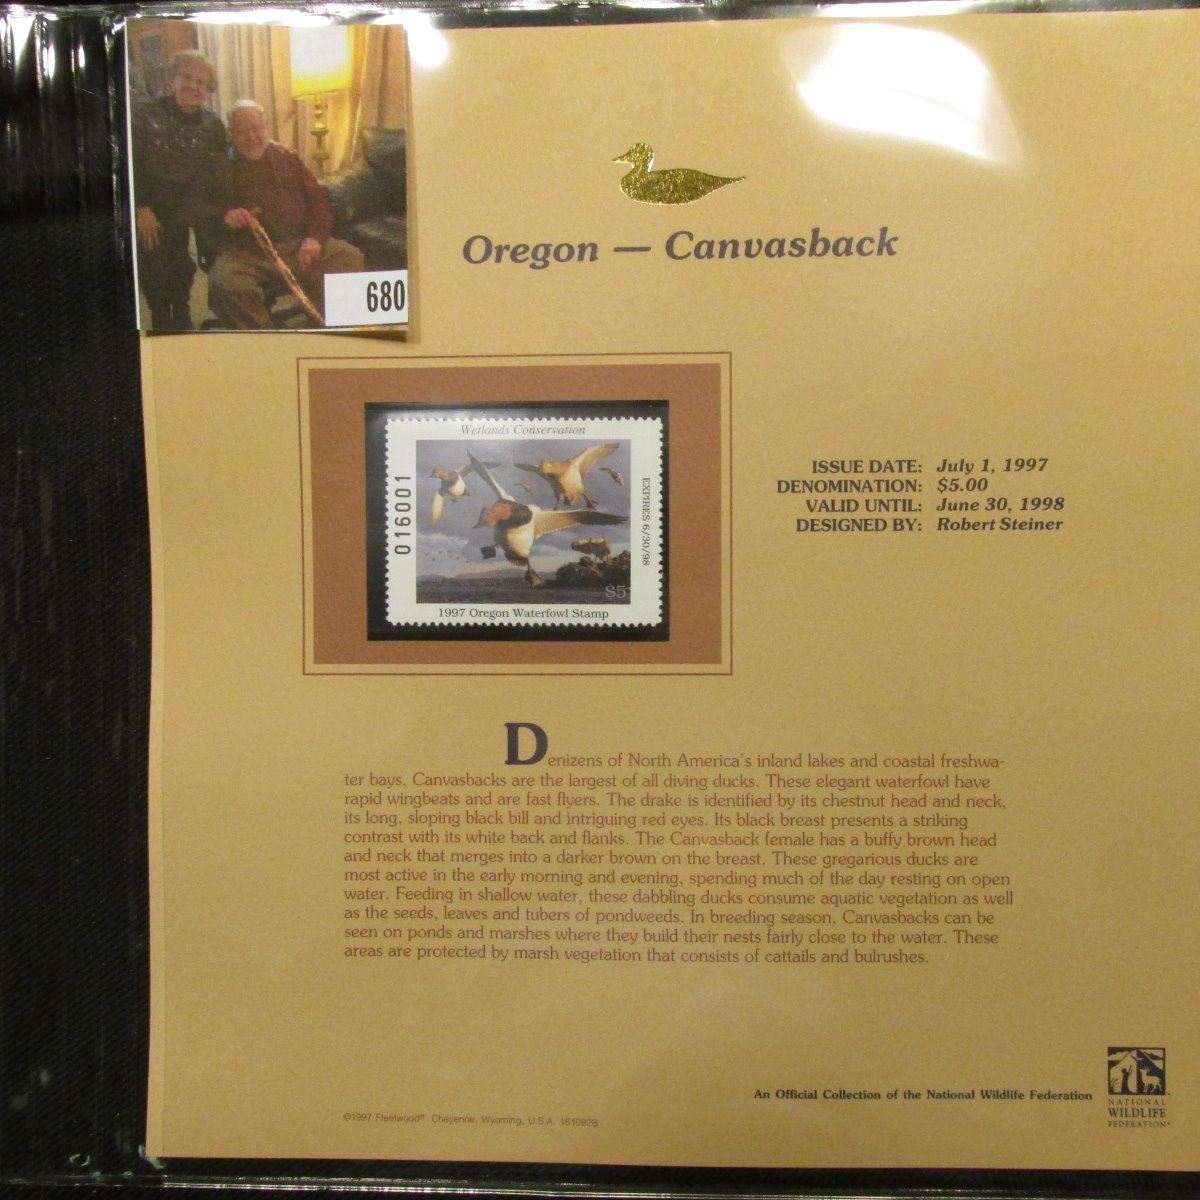 680
Oregon — Canvasback
Wetlands Conservation
016001
EXPIRES 6/30/98
$5
1997 Oregon Waterfowl Stamp
ISSUE DATE: July 1, 1997
DENOMINATION: $5.00
VALID UNTIL: June 30, 1998
DESIGNED BY: Robert Steiner
Denizens of North America's inland lakes and coastal freshwa-
ter bays, Canvasbacks are the largest of all diving ducks. These elegant waterfowl have
rapid wingbeats and are fast flyers. The drake is identified by its chestnut head and neck,
its long, sloping black bill and intriguing red eyes. Its black breast presents a striking
contrast with its white back and flanks. The Canvasback female has a buffy brown head
and neck that merges into a darker brown on the breast. These gregarious ducks are
most active in the early morning and evening, spending much of the day resting on open
water. Feeding in shallow water, these dabbling ducks consume aquatic vegetation as well
as the seeds, leaves and tubers of pondweeds. In breeding season, Canvasbacks can be
seen on ponds and marshes where they build their nests fairly close to the water. These
areas are protected by marsh vegetation that consists of cattails and bulrushes.
An Official Collection of the National Wildlife Federation
NATIONAL
WILDLIFE
FEDERATION®
©1997 Fleetwood® Cheyenne, Wyoming, U.S.A. 161092B